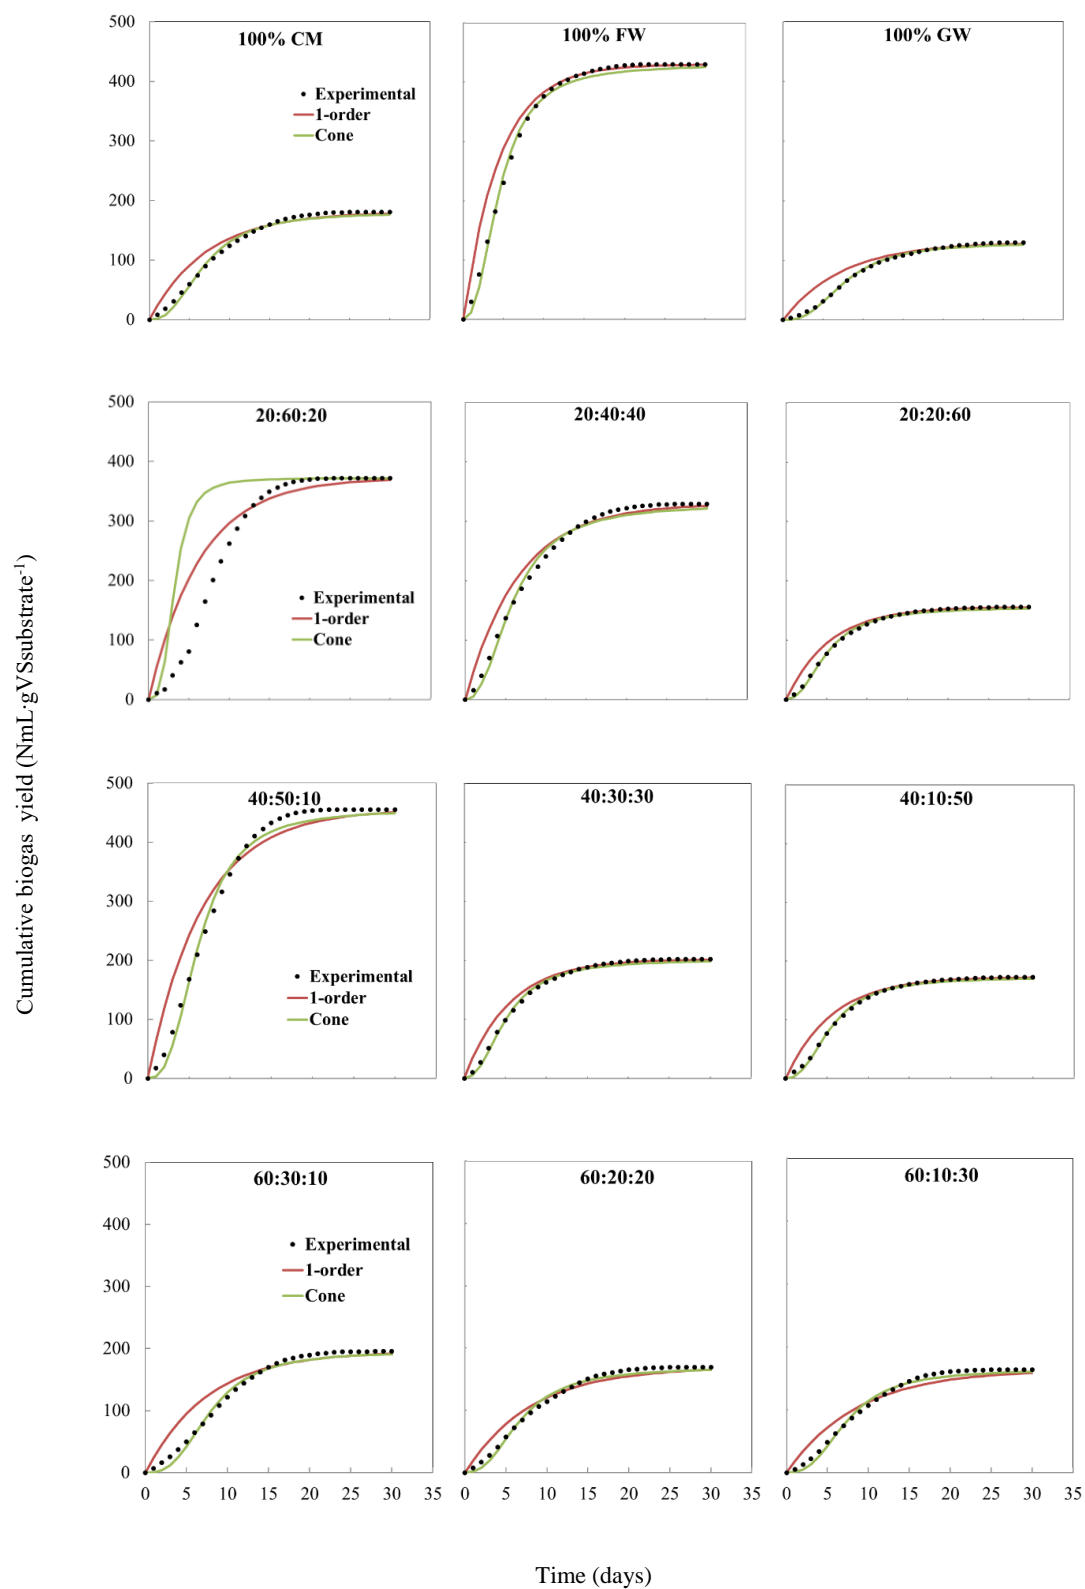 500
400
300
200
100
0
100% CM
Experimental
1-order
Cone
100% FW
100% GW
500
400
300
200
100
0
20:60:20
Experimental
1-order
Cone
20:40:40
20:20:60
Cumulative biogas yield (NmL·gVSsubstrate-1)
500
400
300
200
100
0
40:50:10
Experimental
1-order
Cone
40:30:30
40:10:50
500
400
300
200
100
0
60:30:10
Experimental
1-order
Cone
60:20:20
60:10:30
0 5 10 15 20 25 30 35
0 5 10 15 20 25 30 35
0 5 10 15 20 25 30 35
Time (days)